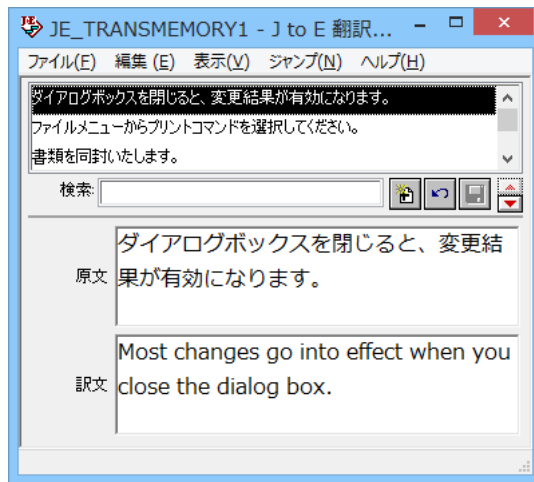 JE_TRANSMEMORY1 - J to E 翻訳...
ファイル(F) 編集(E) 表示(V) ジャンプ(N) ヘルプ(H)
ダイアログボックスを閉じると、変更結果が有効になります。
ファイルメニューからプリントコマンドを選択してください。
書類を同封いたします。
検索:
原文
ダイアログボックスを閉じると、変更結
果が有効になります。
訳文
Most changes go into effect when you
close the dialog box.